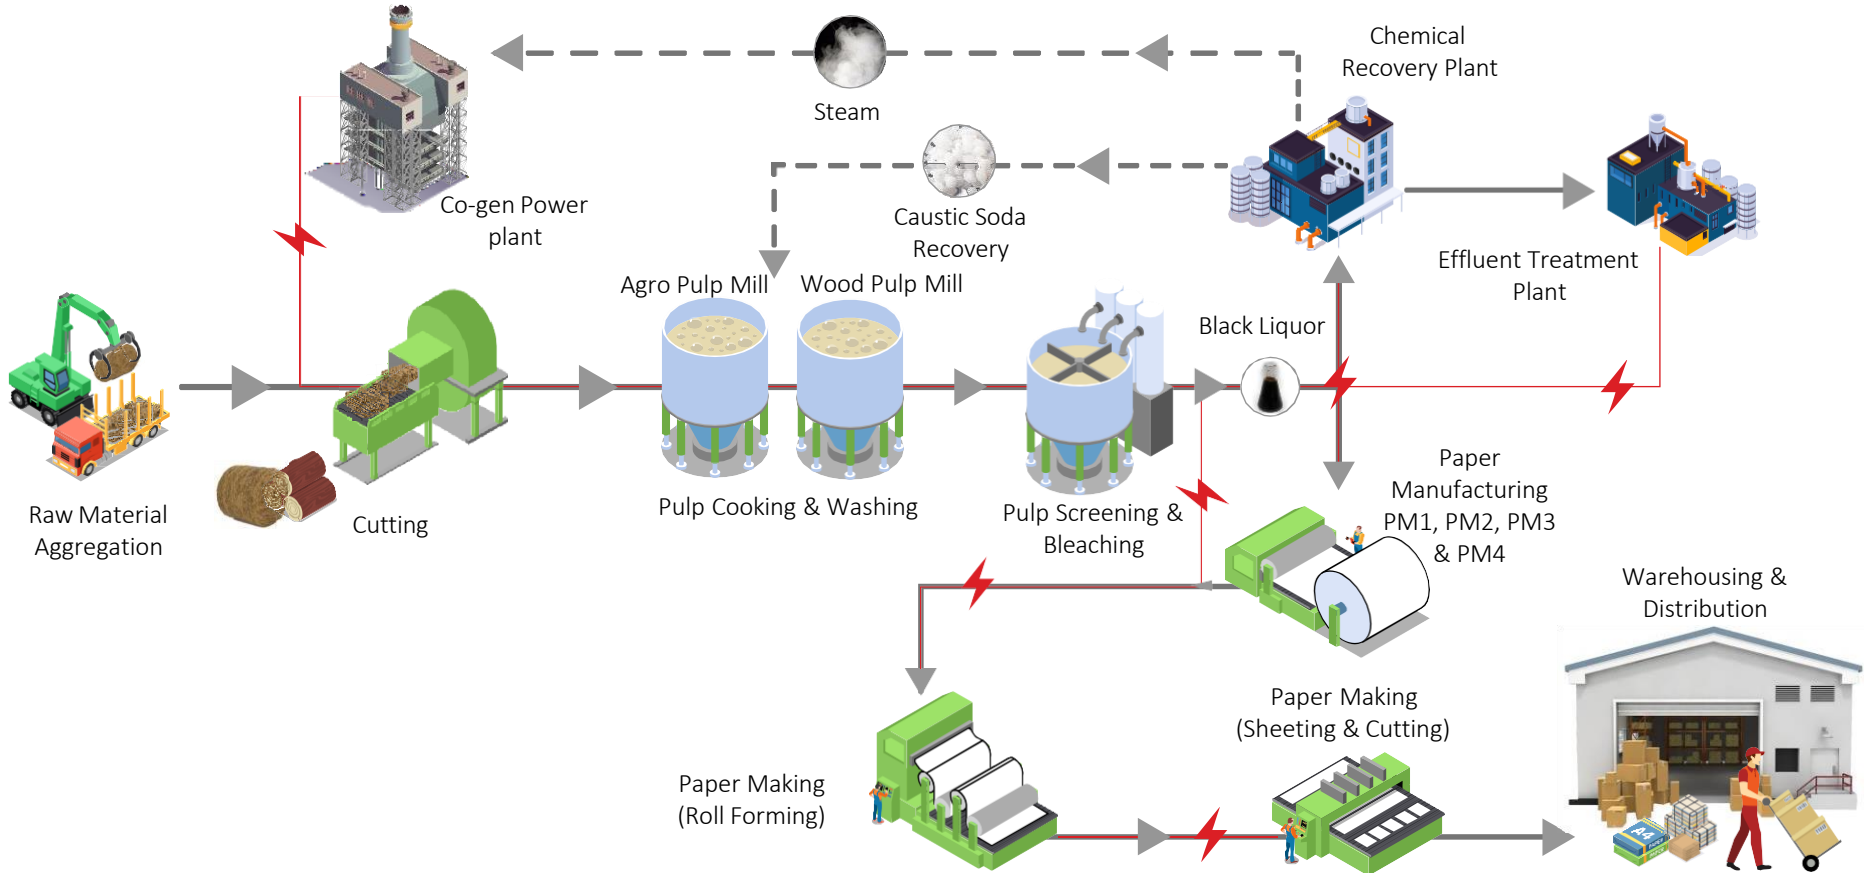 Chemical
Recovery Plant
Steam
Caustic Soda
Recovery
Co-gen Power
plant
Effluent Treatment
Plant
Agro Pulp Mill
Wood Pulp Mill
Black Liquor
Raw Material
Aggregation
Cutting
Pulp Cooking & Washing
Pulp Screening &
Bleaching
Paper
Manufacturing
PM1, PM2, PM3
& PM4
Warehousing &
Distribution
Paper Making
(Sheeting & Cutting)
Paper Making
(Roll Forming)
A4